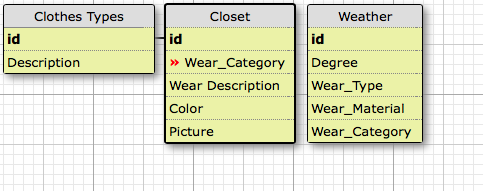 Clothes Types
id
Description
Closet
id
» Wear_Category
Wear Description
Color
Picture
Weather
id
Degree
Wear_Type
Wear_Material
Wear_Category